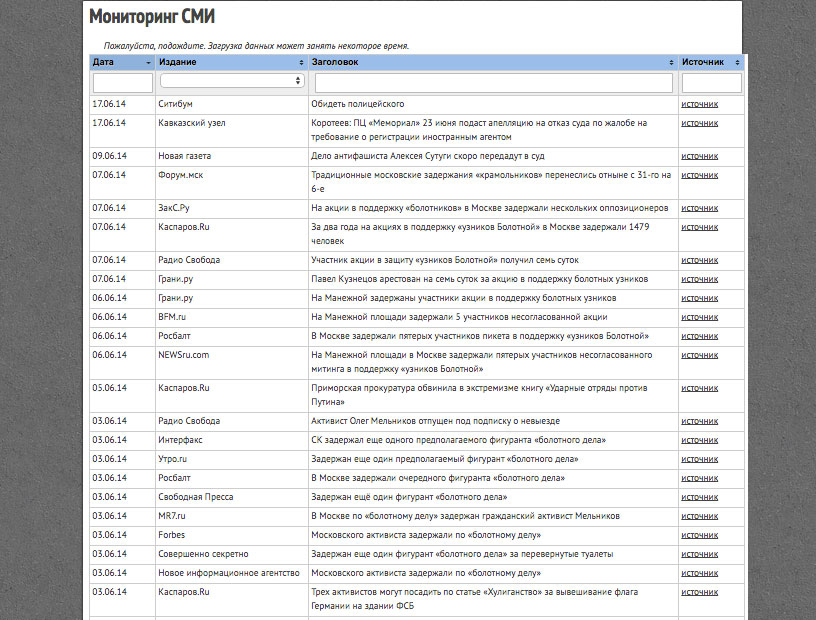 Мониторинг СМИ
Пожалуйста, подождите. Загрузка данных может занять некоторое время.
Дата Издание Заголовок Источник
17.06.14 Ситибум Обидеть полицейского источник
17.06.14 Кавказский узел Коротеев: ПЦ «Мемориал» 23 июня подаст апелляцию на отказ суда по жалобе на источник
требование о регистрации иностранным агентом
09.06.14 Новая газета Дело антифашиста Алексея Сутуги скоро передадут в суд источник
07.06.14 Форум.мск Традиционные московские задержания «крамольников» перенеслись отныне с 31-го на источник
6-е
07.06.14 ЗакС.Ру На акции в поддержку «болотников» в Москве задержали нескольких оппозиционеров источник
07.06.14 Каспаров.Ru За два года на акциях в поддержку «узников Болотной» в Москве задержали 1479 источник
человек
07.06.14 Радио Свобода Участник акции в защиту «узников Болотной» получил семь суток источник
07.06.14 Грани.ру Павел Кузнецов арестован на семь суток за акцию в поддержку болотных узников источник
06.06.14 Грани.ру На Манежной задержаны участники акции в поддержку болотных узников источник
06.06.14 BFM.ru На Манежной площади задержали 5 участников несогласованной акции источник
06.06.14 Росбалт В Москве задержали пятерых участников пикета в поддержку «узников Болотной» источник
06.06.14 NEWSru.com На Манежной площади в Москве задержали пятерых участников несогласованного источник
митинга в поддержку «узников Болотной»
05.06.14 Каспаров.Ru Приморская прокуратура обвинила в экстремизме книгу «Ударные отряды против источник
Путина»
03.06.14 Радио Свобода Активист Олег Мельников отпущен под подписку о невыезде источник
03.06.14 Интерфакс СК задержал еще одного предполагаемого фигуранта «болотного дела» источник
03.06.14 Утро.ru Задержан еще один предполагаемый фигурант «болотного дела» источник
03.06.14 Росбалт В Москве задержали очередного фигуранта «болотного дела» источник
03.06.14 Свободная Пресса Задержан ещё один фигурант «болотного дела» источник
03.06.14 MR7.ru В Москве по «болотному делу» задержан гражданский активист Мельников источник
03.06.14 Forbes Московского активиста задержали по «болотному делу» источник
03.06.14 Совершенно секретно Задержан еще один фигурант «болотного дела» за перевернутые туалеты источник
03.06.14 Новое информационное агентство Московского активиста задержали по «болотному делу» источник
03.06.14 Каспаров.Ru Трех активистов могут посадить по статье «Хулиганство» за вывешивание флага источник
Германии на здании ФСБ